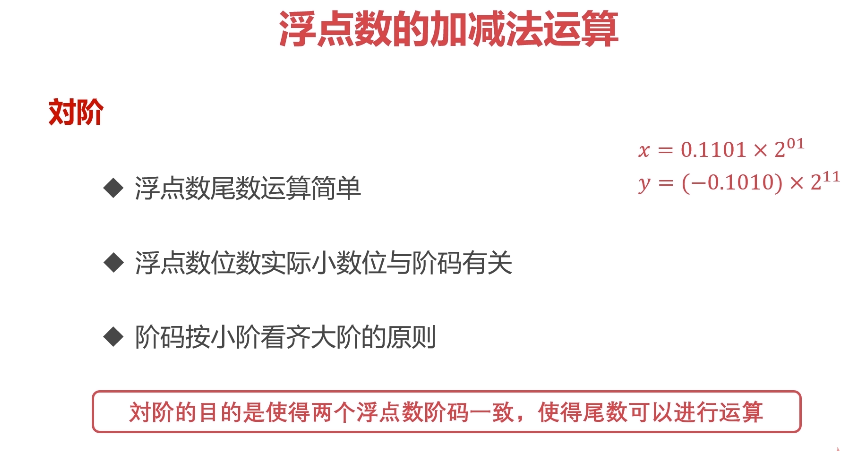 浮点数的加减法运算
对阶
x = 0.1101 × 2⁰¹
y = (−0.1010) × 2¹¹
◆ 浮点数尾数运算简单
◆ 浮点数位数实际小数位与阶码有关
◆ 阶码按小阶看齐大阶的原则
对阶的目的是使得两个浮点数阶码一致，使得尾数可以进行运算